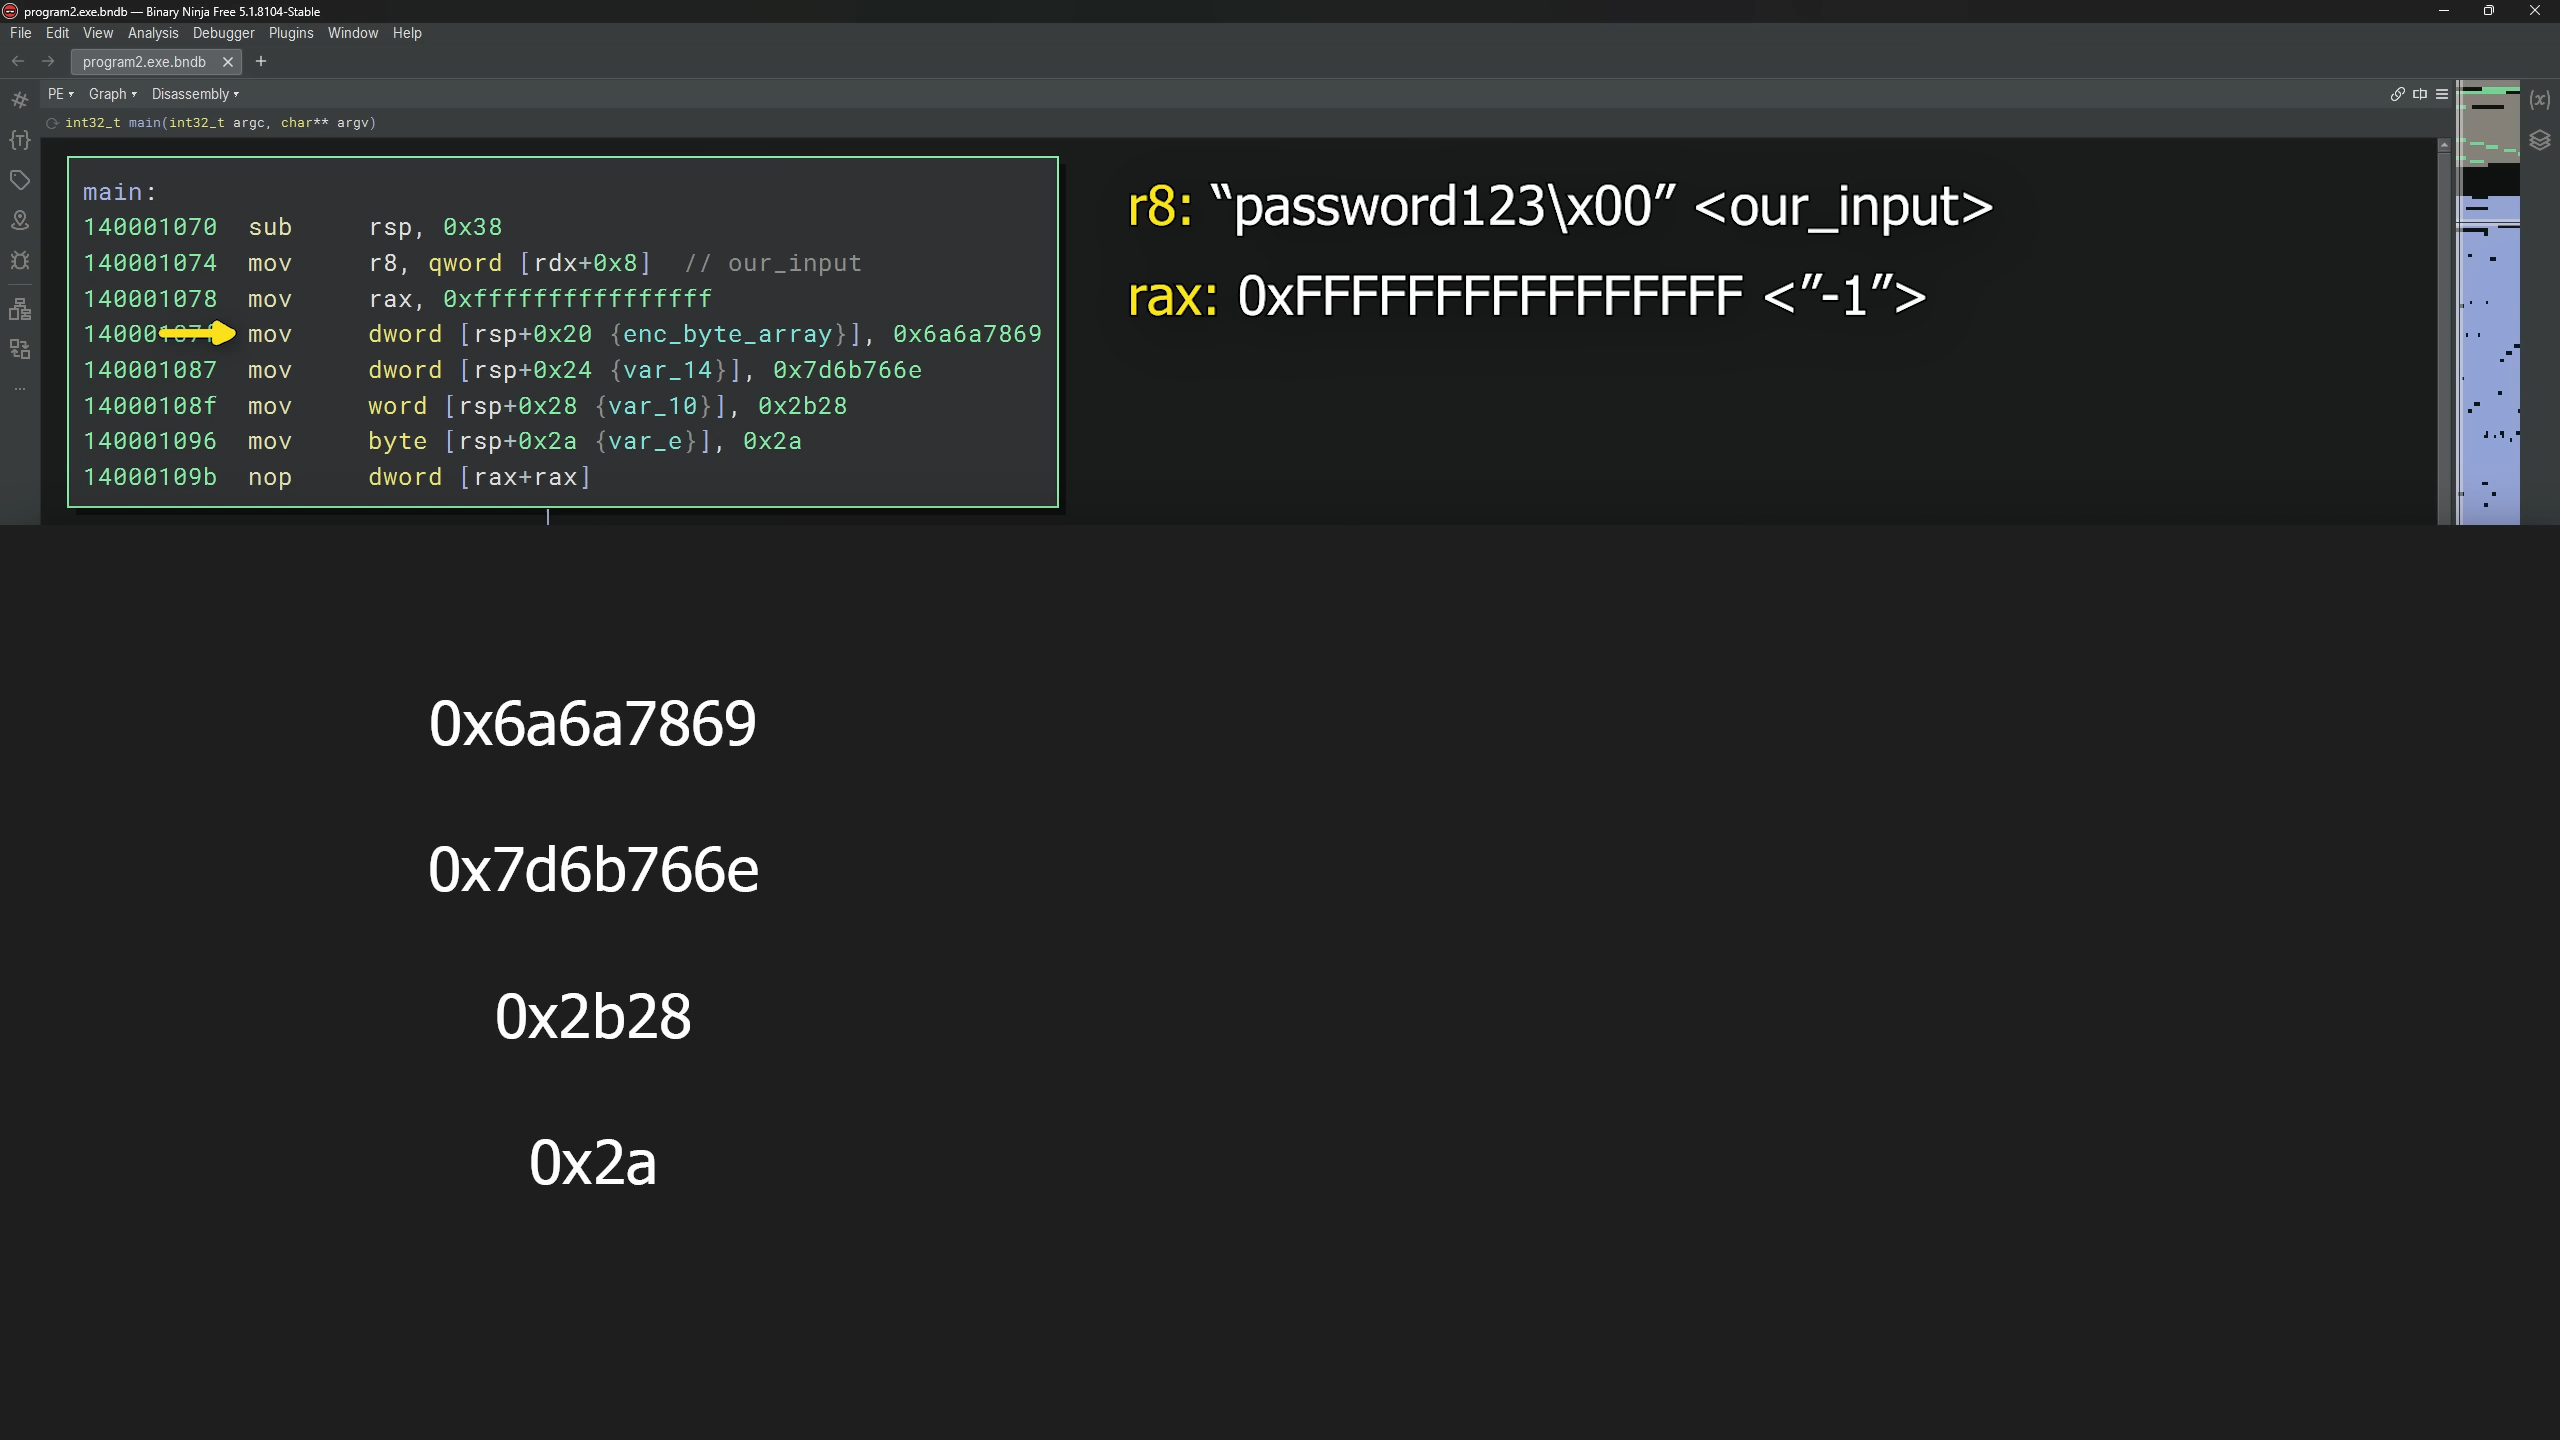 program2.exe.bndb — Binary Ninja Free 5.1.8104-Stable
File Edit View Analysis Debugger Plugins Window Help
program2.exe.bndb
PE Graph Disassembly
int32_t main(int32_t argc, char** argv)
main:
140001070 sub rsp, 0x38
140001074 mov r8, qword [rdx+0x8] // our_input
140001078 mov rax, 0xffffffffffffffff
mov dword [rsp+0x20 {enc_byte_array}], 0x6a6a7869
140001087 mov dword [rsp+0x24 {var_14}], 0x7d6b766e
14000108f mov word [rsp+0x28 {var_10}], 0x2b28
140001096 mov byte [rsp+0x2a {var_e}], 0x2a
14000109b nop dword [rax+rax]
r8: “password123\x00” <our_input>
rax: 0xFFFFFFFFFFFFFFFF <”-1”>
0x6a6a7869
0x7d6b766e
0x2b28
0x2a